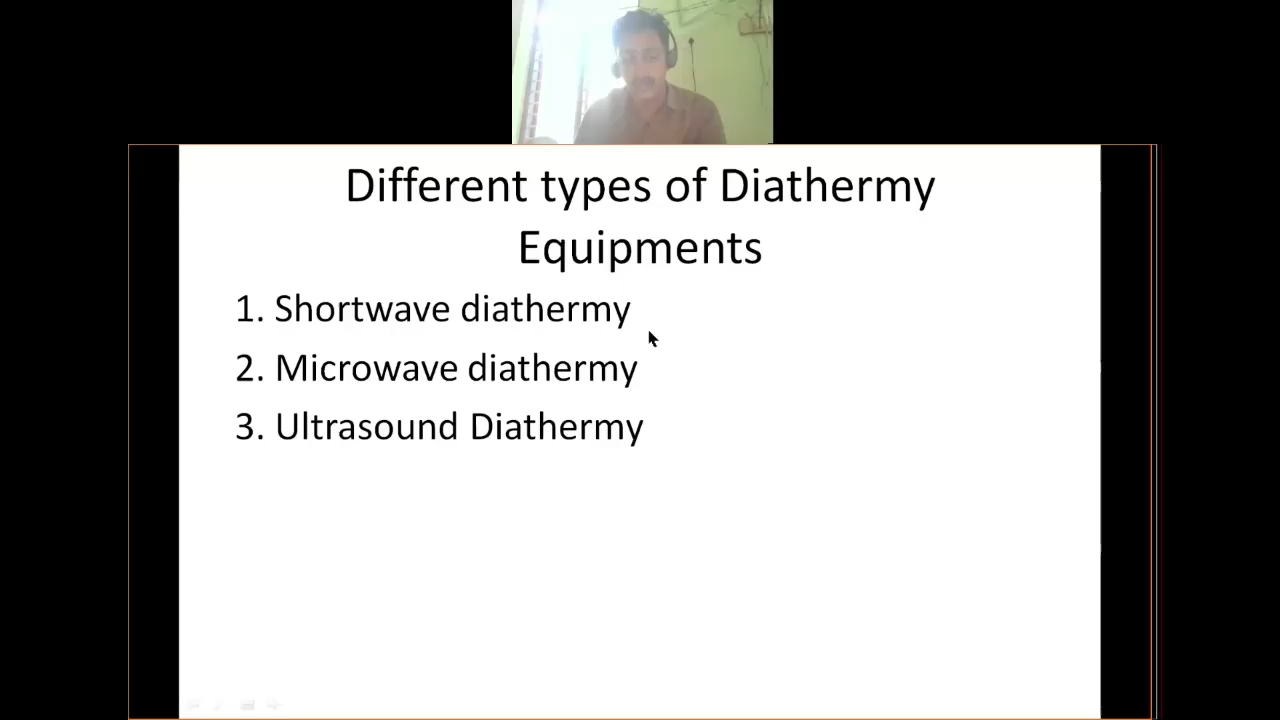 Different types of Diathermy
Equipments
1. Shortwave diathermy
2. Microwave diathermy
3. Ultrasound Diathermy